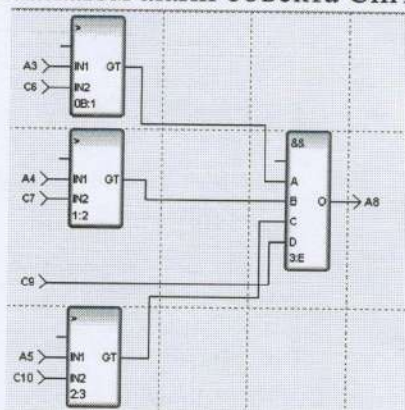 объекта
>
A3 IN1 GT
C6 IN2
0B:1
>
A4 IN1 GT
C7 IN2
1:2
&&
A
B O A8
C
D
3:E
C9
>
A5 IN1 GT
C10 IN2
2:3